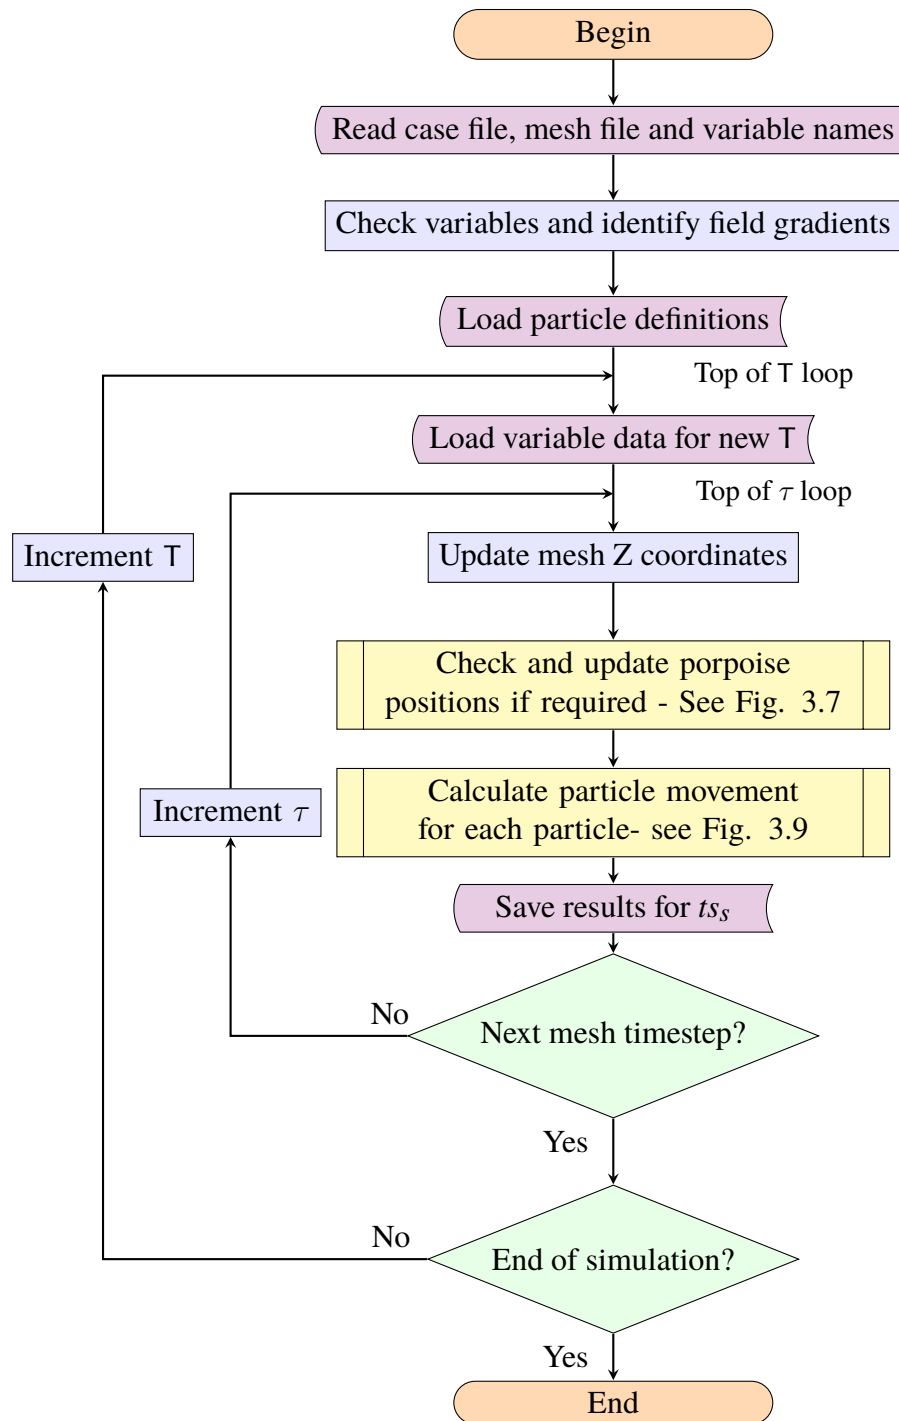 Begin
Read case file, mesh file and variable names
Check variables and identify field gradients
Load particle definitions
Top of T loop
Load variable data for new T
Top of τ loop
Increment T
Update mesh Z coordinates
Check and update porpoise
positions if required - See Fig. 3.7
Increment τ
Calculate particle movement
for each particle- see Fig. 3.9
Save results for tsₛ
No
Next mesh timestep?
Yes
No
End of simulation?
Yes
End